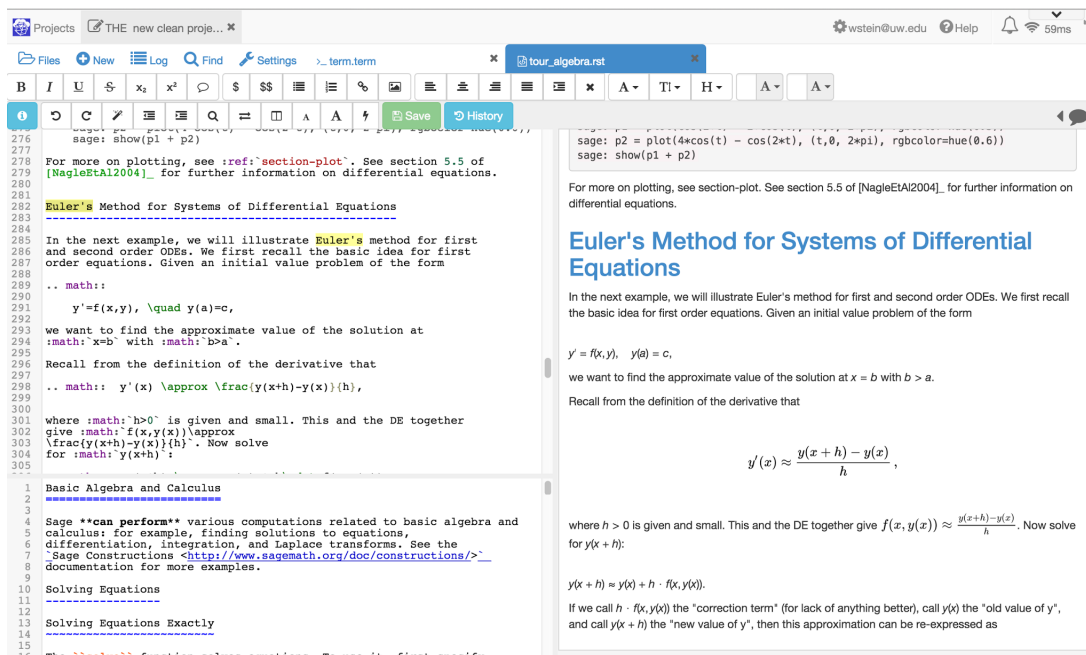 Projects THE new clean proje... wstein@uw.edu Help 59ms
Files New Log Find Settings >_ term.term tour_algebra.rst
B I U S x₂ x² $ $$ A TI H A A
A A Save History
276 sage: show(p1 + p2)
277
278 For more on plotting, see :ref:`section-plot`. See section 5.5 of
279 [NagleEtAl2004]_ for further information on differential equations.
280
281
282 Euler's Method for Systems of Differential Equations
283 ----------------------------------------------------
284
285 In the next example, we will illustrate Euler's method for first
286 and second order ODEs. We first recall the basic idea for first
287 order equations. Given an initial value problem of the form
288
289 .. math::
290
291 y'=f(x,y), \quad y(a)=c,
292
293 we want to find the approximate value of the solution at
294 :math:`x=b` with :math:`b>a`.
295
296 Recall from the definition of the derivative that
297
298 .. math:: y'(x) \approx \frac{y(x+h)-y(x)}{h},
299
300
301 where :math:`h>0` is given and small. This and the DE together
302 give :math:`f(x,y(x))\approx
303 \frac{y(x+h)-y(x)}{h}`. Now solve
304 for :math:`y(x+h)`:
305
1 Basic Algebra and Calculus
2 ==========================
3
4 Sage **can perform** various computations related to basic algebra and
5 calculus: for example, finding solutions to equations,
6 differentiation, integration, and Laplace transforms. See the
7 `Sage Constructions <http://www.sagemath.org/doc/constructions/>`_
8 documentation for more examples.
9
10 Solving Equations
11 -----------------
12
13 Solving Equations Exactly
14 ~~~~~~~~~~~~~~~~~~~~~~~~~
15
sage: p2 = plot(4*cos(t) - cos(2*t), (t,0, 2*pi), rgbcolor=hue(0.6))
sage: show(p1 + p2)
For more on plotting, see section-plot. See section 5.5 of [NagleEtAl2004]_ for further information on
differential equations.
Euler's Method for Systems of Differential
Equations
In the next example, we will illustrate Euler's method for first and second order ODEs. We first recall
the basic idea for first order equations. Given an initial value problem of the form
y' = f(x, y), y(a) = c,
we want to find the approximate value of the solution at x = b with b > a.
Recall from the definition of the derivative that
y′(x) ≈ (y(x + h) − y(x))/h ,
where h > 0 is given and small. This and the DE together give f(x, y(x)) ≈ (y(x+h)−y(x))/h. Now solve
for y(x + h):
y(x + h) ≈ y(x) + h · f(x, y(x)).
If we call h · f(x, y(x)) the "correction term" (for lack of anything better), call y(x) the "old value of y",
and call y(x + h) the "new value of y", then this approximation can be re-expressed as